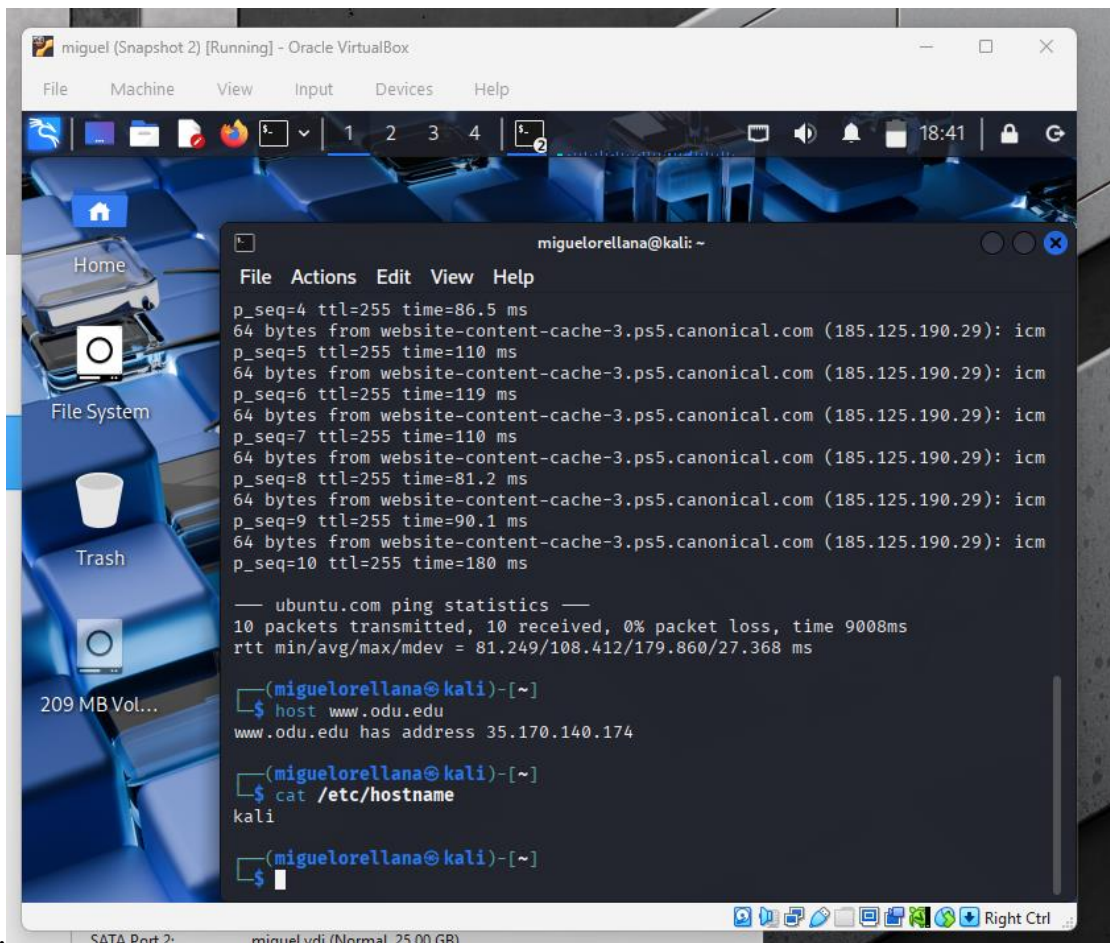 miguel (Snapshot 2) [Running] - Oracle VirtualBox
File Machine View Input Devices Help
1 2 3 4 2 18:41
Home
File System
Trash
209 MB Vol...
miguelorellana@kali: ~
File Actions Edit View Help
p_seq=4 ttl=255 time=86.5 ms
64 bytes from website-content-cache-3.ps5.canonical.com (185.125.190.29): icm
p_seq=5 ttl=255 time=110 ms
64 bytes from website-content-cache-3.ps5.canonical.com (185.125.190.29): icm
p_seq=6 ttl=255 time=119 ms
64 bytes from website-content-cache-3.ps5.canonical.com (185.125.190.29): icm
p_seq=7 ttl=255 time=110 ms
64 bytes from website-content-cache-3.ps5.canonical.com (185.125.190.29): icm
p_seq=8 ttl=255 time=81.2 ms
64 bytes from website-content-cache-3.ps5.canonical.com (185.125.190.29): icm
p_seq=9 ttl=255 time=90.1 ms
64 bytes from website-content-cache-3.ps5.canonical.com (185.125.190.29): icm
p_seq=10 ttl=255 time=180 ms
— ubuntu.com ping statistics —
10 packets transmitted, 10 received, 0% packet loss, time 9008ms
rtt min/avg/max/mdev = 81.249/108.412/179.860/27.368 ms
┌──(miguelorellana㉿kali)-[~]
└─$ host www.odu.edu
www.odu.edu has address 35.170.140.174
┌──(miguelorellana㉿kali)-[~]
└─$ cat /etc/hostname
kali
┌──(miguelorellana㉿kali)-[~]
└─$
Right Ctrl
SATA Port 2: miguel.vdi (Normal, 25.00 GB)